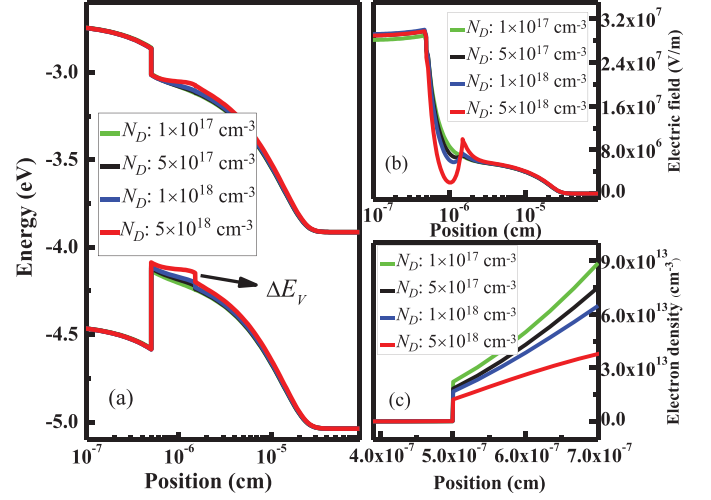 -3.0
-3.5
-4.0
-4.5
-5.0
Energy (eV)
N_D: 1×10^17 cm^-3
N_D: 5×10^17 cm^-3
N_D: 1×10^18 cm^-3
N_D: 5×10^18 cm^-3
ΔE_V
(a)
10^-7 10^-6 10^-5
Position (cm)
N_D: 1×10^17 cm^-3
N_D: 5×10^17 cm^-3
N_D: 1×10^18 cm^-3
N_D: 5×10^18 cm^-3
(b)
3.2x10^7
2.4x10^7
1.6x10^7
8.0x10^6
0.0
Electric field (V/m)
10^-7 10^-6 10^-5
Position (cm)
N_D: 1×10^17 cm^-3
N_D: 5×10^17 cm^-3
N_D: 1×10^18 cm^-3
N_D: 5×10^18 cm^-3
(c)
9.0x10^13
6.0x10^13
3.0x10^13
0.0
Electron density (cm^-3)
4.0x10^-7 5.0x10^-7 6.0x10^-7 7.0x10^-7
Position (cm)